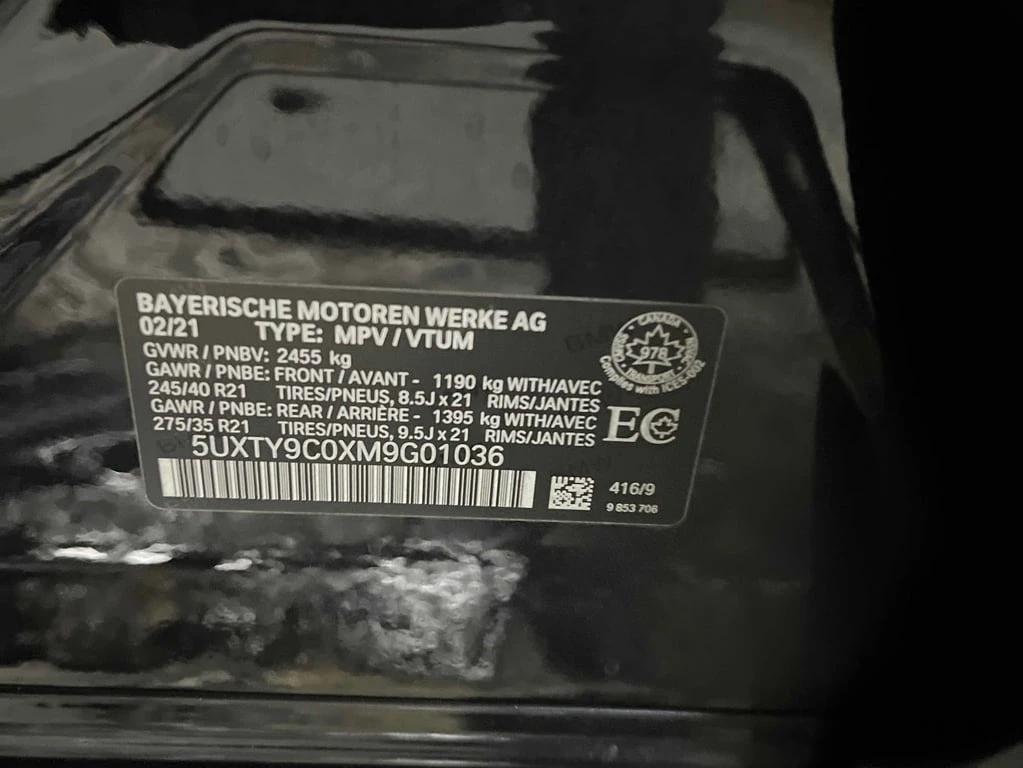 BAYERISCHE MOTOREN WERKE AG
02/21 TYPE: MPV / VTUM
GVWR / PNBV: 2455 kg
GAWR / PNBE: FRONT / AVANT - 1190 kg WITH/AVEC
245/40 R21 TIRES/PNEUS, 8.5J x 21 RIMS/JANTES
GAWR / PNBE: REAR / ARRIÈRE - 1395 kg WITH/AVEC
275/35 R21 TIRES/PNEUS, 9.5J x 21 RIMS/JANTES
5UXTY9C0XM9G01036
CANADA
978
TRANSPORT
Complies with ICES-002
EC
416/9
9 853 706